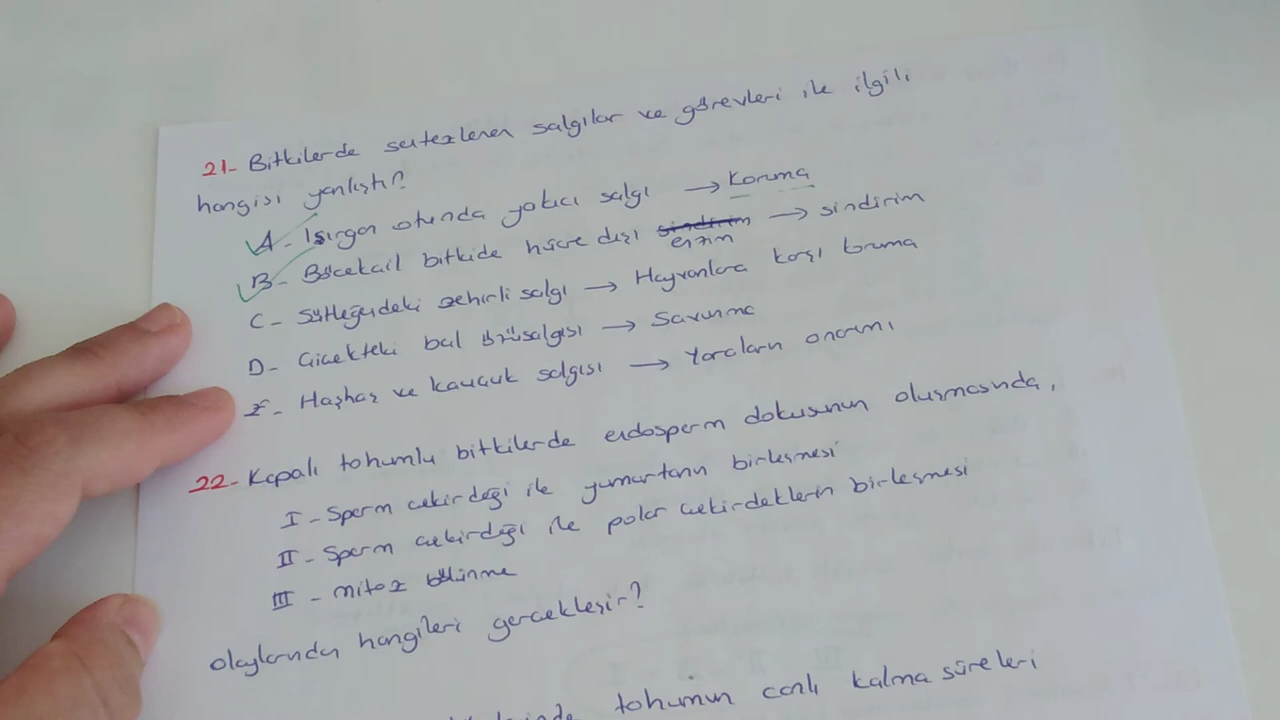 21- Bitkilerde sentezlenen salgılar ve görevleri ile ilgili
hangisi yanlıştı?
A- Isırgan otunda yakıcı salgı → Koruma
B- Böcekcil bitkide hücre dışı sindirim enzim → sindirim
C- Sütleğendeki zehirli salgı → Hayvanlara karşı koruma
D- Çiçekteki bal özü salgısı → Savunma
E- Haşhaş ve kauçuk salgısı → Yaraların onarımı
22- Kapalı tohumlu bitkilerde endosperm dokusunun oluşmasında,
I- Sperm çekirdeği ile yumurtanın birleşmesi
II- Sperm çekirdeği ile polar çekirdeklerin birleşmesi
III- mitoz bölünme
olaylarından hangileri gerçekleşir?
tohumun canlı kalma süreleri